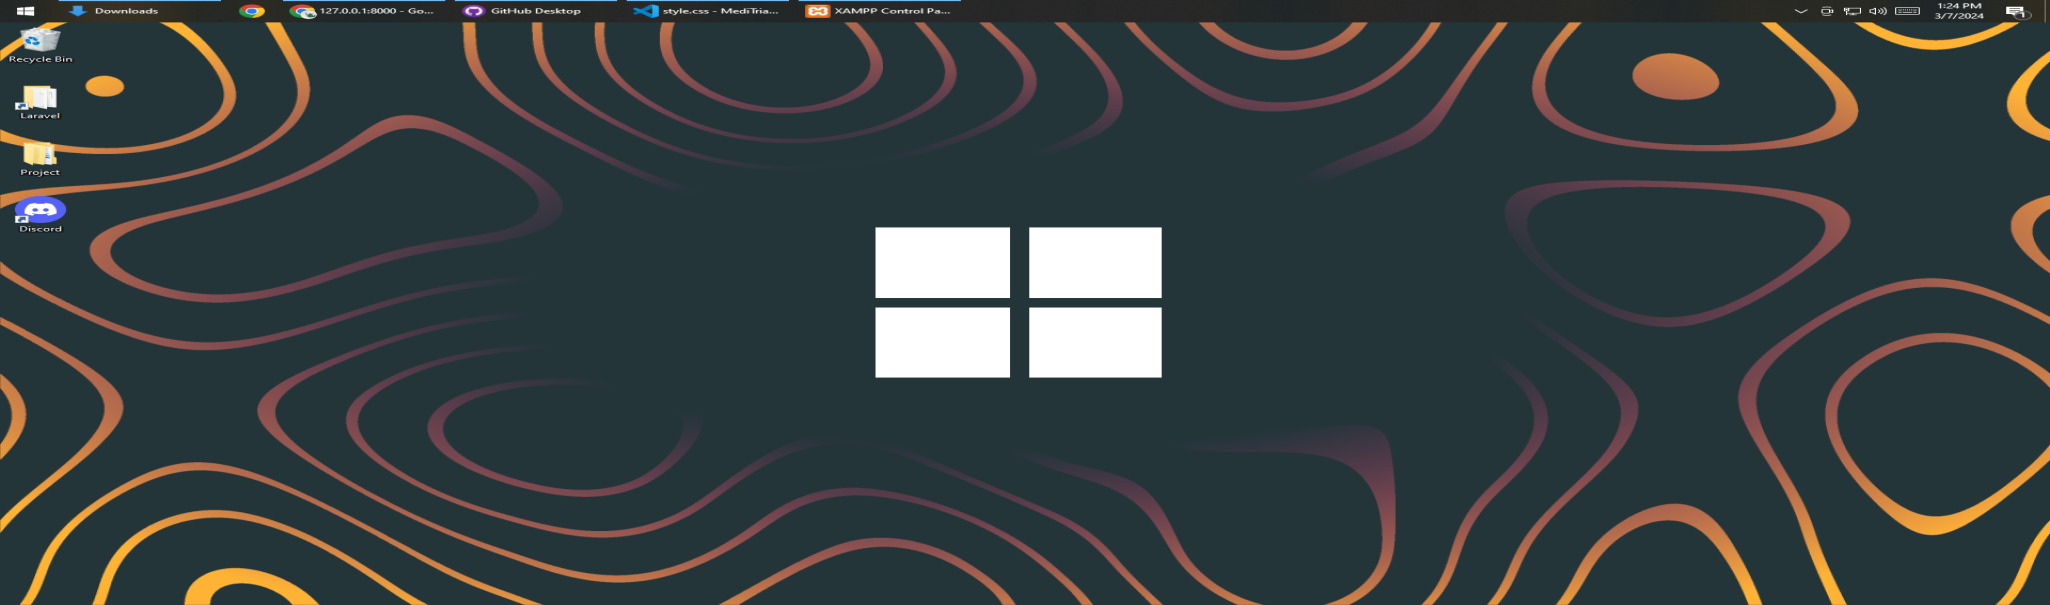 Downloads
127.0.0.1:8000 - Go...
GitHub Desktop
style.css - MediTria...
XAMPP Control Pa...
1:24 PM
3/7/2024
1
Recycle Bin
Laravel
Project
Discord